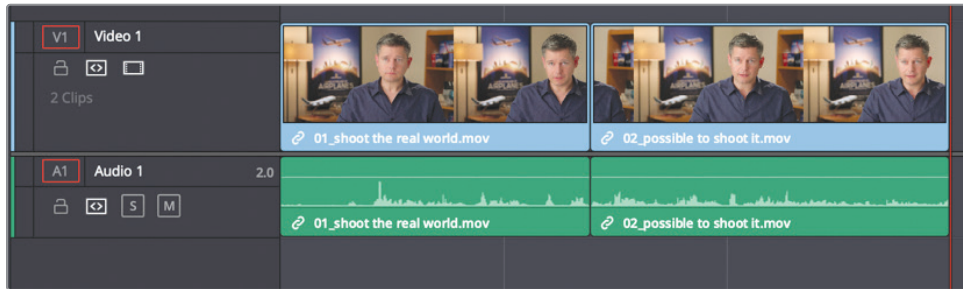 V1 Video 1
2 Clips
01_shoot the real world.mov
02_possible to shoot it.mov
A1 Audio 1 2.0
S M
01_shoot the real world.mov
02_possible to shoot it.mov